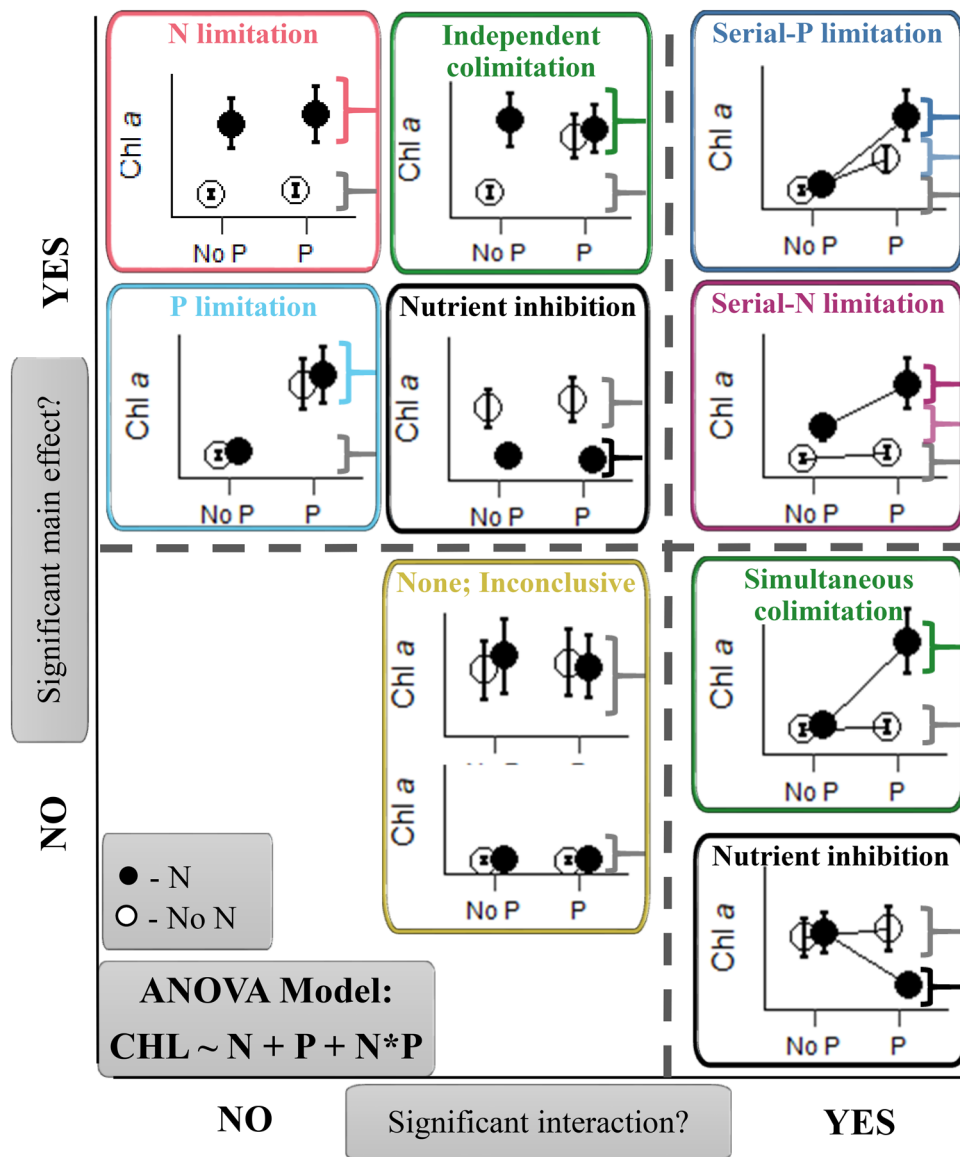 N limitation
Chl a
No P
P
Independent
colimitation
Chl a
No P
P
Serial-P limitation
Chl a
No P
P
YES
P limitation
Chl a
No P
P
Nutrient inhibition
Chl a
No P
P
Serial-N limitation
Chl a
No P
P
Significant main effect?
None; Inconclusive
Chl a
No P
P
Chl a
No P
P
Simultaneous
colimitation
Chl a
No P
P
NO
- N
- No N
Nutrient inhibition
Chl a
No P
P
ANOVA Model:
CHL ~ N + P + N*P
NO
Significant interaction?
YES